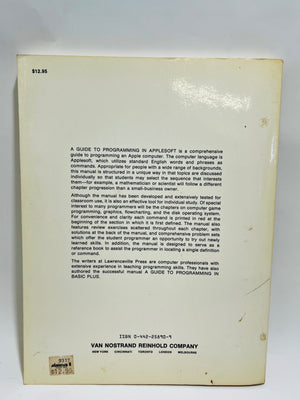 $12.95
A GUIDE TO PROGRAMMING IN APPLESOFT is a comprehensive
guide to programming an Apple computer. The computer language is
Applesoft, which utilizes standard English words and phrases as
commands. Appropriate for people with a wide range of backgrounds,
this manual is structured in a unique way in that topics are discussed
individually so that students may select the sequence that interests
them—for example, a mathematician or scientist will follow a different
chapter progression than a small-business owner.
Although the manual has been developed and extensively tested for
classroom use, it is also an effective tool for individual study. Of special
interest to many programmers will be the chapters on computer game
programming, graphics, flowcharting, and the disk operating system.
For convenience and clarity each command is printed in red at the
beginning of the section in which it is first defined. The manual also
features review exercises structured throughout each chapter, with
solutions at the back of the manual, and comprehensive problem sets
which offer the student programmer an opportunity to try out newly
learned skills. In addition, the manual is designed to serve as a
reference book to assist the programmer in locating a single definition
or command.
The writers at Lawrenceville Press are computer professionals with
extensive experience in teaching programming skills. They have also
authored the successful manual A GUIDE TO PROGRAMMING IN
BASIC PLUS.
ISBN 0-442-25890-9
VAN NOSTRAND REINHOLD COMPANY
NEW YORK CINCINNATI TORONTO LONDON MELBOURNE
$12.95